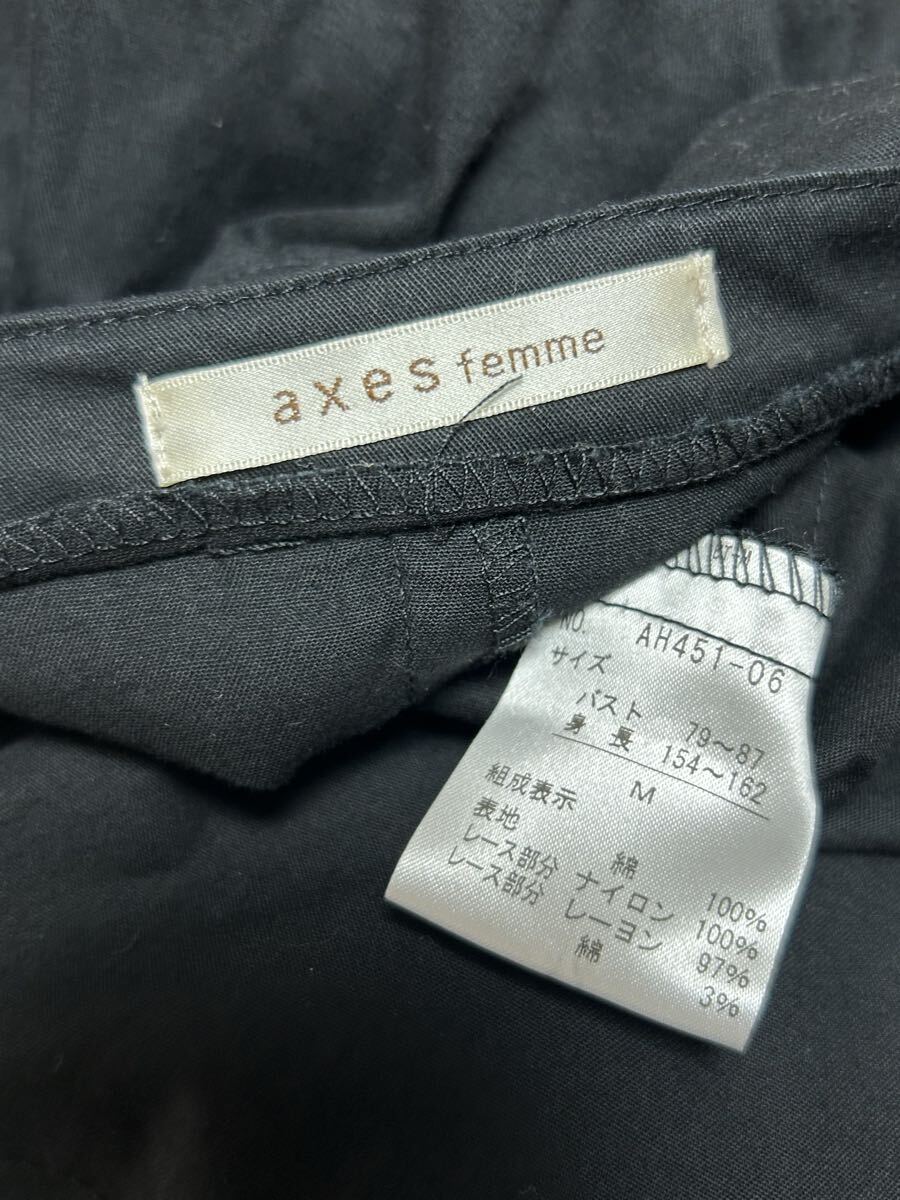 axes femme
NO. AH451-06
サイズ
バスト 79～87
身長 154～162
M
組成表示
表地 綿 100%
レース部分 ナイロン 100%
レース部分 レーヨン 97%
綿 3%